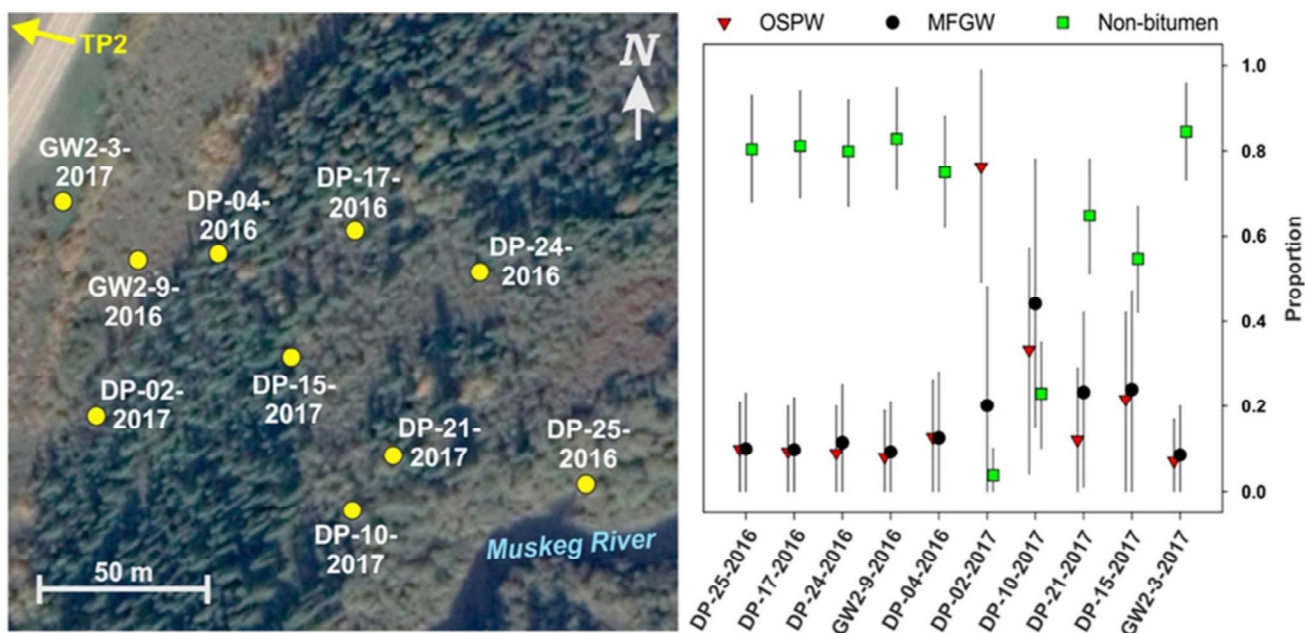 TP2
N
GW2-3-
2017
DP-04-
2016
DP-17-
2016
DP-24-
2016
GW2-9-
2016
DP-02-
2017
DP-15-
2017
DP-21-
2017
DP-25-
2016
DP-10-
2017
Muskeg River
50 m
OSPW MFGW Non-bitumen
1.0
0.8
0.6
0.4
0.2
0.0
Proportion
DP-25-2016
DP-17-2016
DP-24-2016
GW2-9-2016
DP-04-2016
DP-02-2017
DP-10-2017
DP-21-2017
DP-15-2017
GW2-3-2017